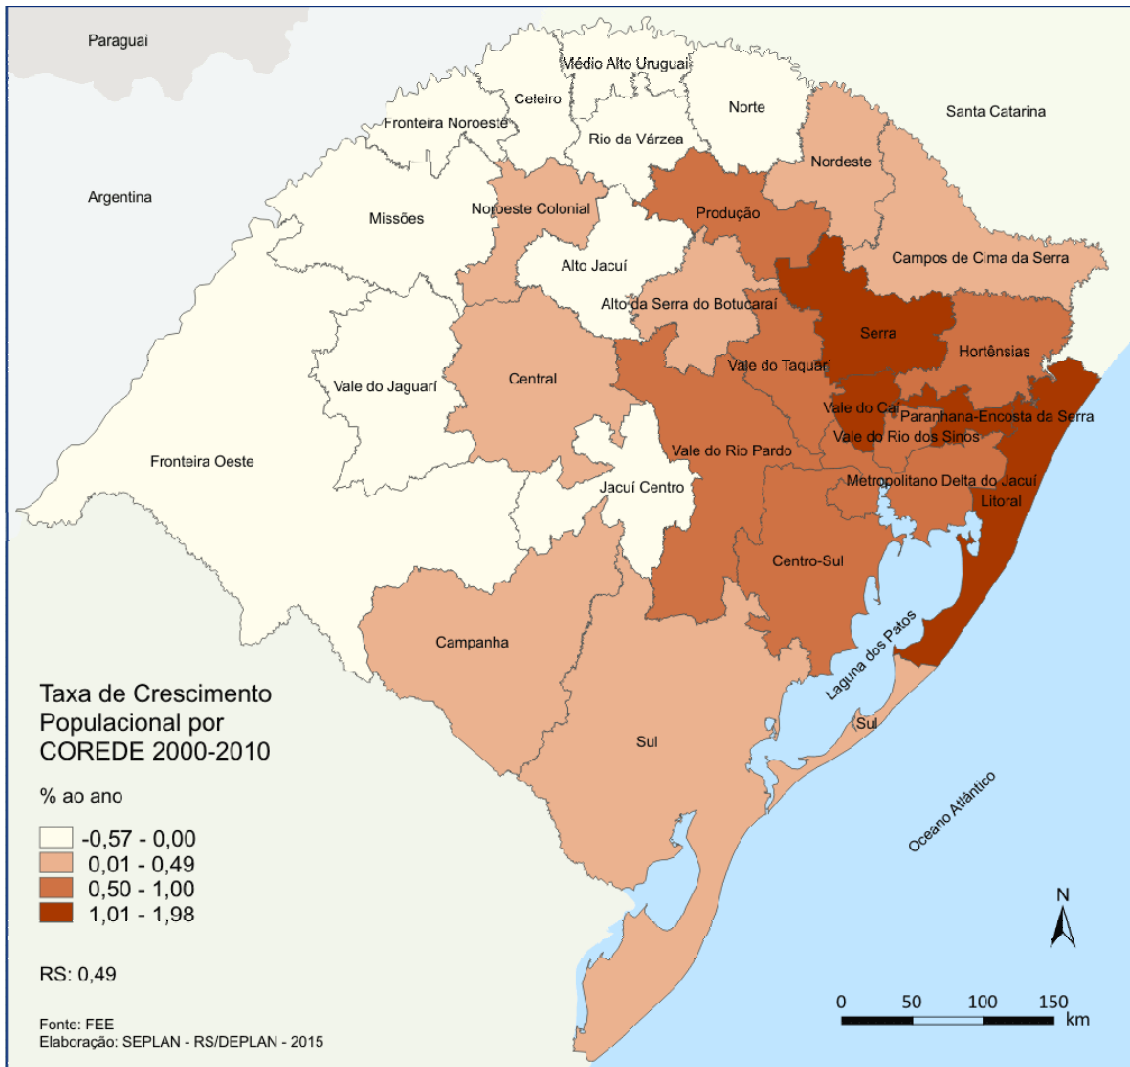 Paraguai
Médio Alto Uruguai
Celeiro
Norte
Santa Catarina
Fronteira Noroeste
Rio da Várzea
Nordeste
Argentina
Missões
Noroeste Colonial
Produção
Alto Jacuí
Campos de Cima da Serra
Alto da Serra do Botucaraí
Serra
Hortênsias
Vale do Taquari
Central
Vale do Jaguarí
Vale do Caí
Paranhana-Encosta da Serra
Vale do Rio dos Sinos
Vale do Rio Pardo
Fronteira Oeste
Metropolitano Delta do Jacuí
Jacuí Centro
Litoral
Centro-Sul
Campanha
Laguna dos Patos
Sul
Sul
Oceano Atlântico
Taxa de Crescimento
Populacional por
COREDE 2000-2010
% ao ano
-0,57 - 0,00
0,01 - 0,49
0,50 - 1,00
1,01 - 1,98
RS: 0,49
Fonte: FEE
Elaboração: SEPLAN - RS/DEPLAN - 2015
N
0 50 100 150
km